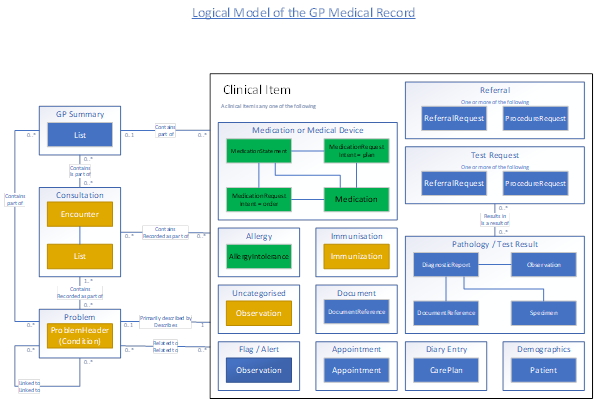 Logical Model of the GP Medical Record
Clinical Item
A clinical item is any one of the following
Referral
One or more of the following
ReferralRequest
ProcedureRequest
GP Summary
List
0..*
0..1
Contains
part of
0..*
0..*
Medication or Medical Device
MedicationStatement
MedicationRequest
Intent = plan
MedicationRequest
Intent = order
Medication
Test Request
One or more of the following
ReferralRequest
ProcedureRequest
0..*
Contains
Is part of
0..*
Contains
part of
Consultation
Encounter
List
0..*
Contains
Recorded as part of
0..*
0..*
Results in
Is a result of
0..*
Allergy
AllergyIntolerance
Immunisation
Immunization
Pathology / Test Result
DiagnosticReport
Observation
DocumentReference
Specimen
1..*
Contains
Recorded as part of
0..*
Uncategorised
Observation
Document
DocumentReference
Problem
ProblemHeader
(Condition)
0..*
0..1
Primarily described by
Describes
1
0..*
Related to
Related to
0..*
0..*
Linked to
Linked to
Flag / Alert
Observation
Appointment
Appointment
Diary Entry
CarePlan
Demographics
Patient